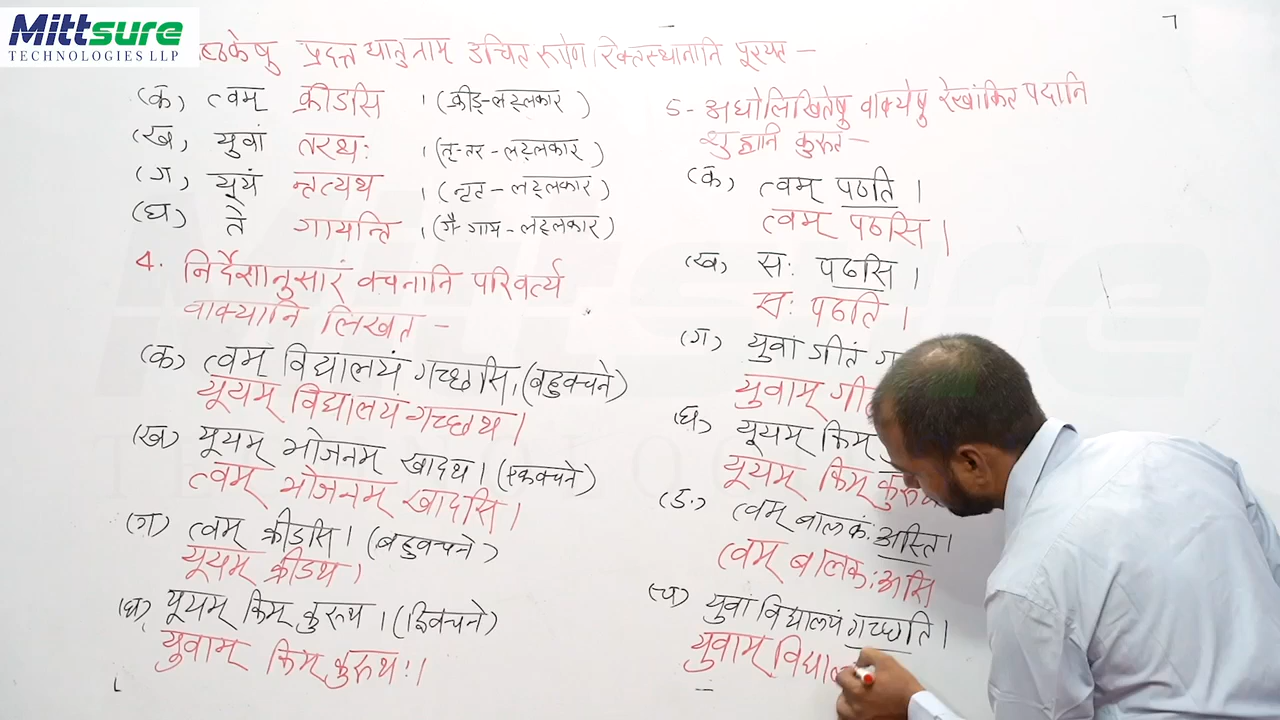 Mittsure
TECHNOLOGIES LLP
ष्ठकेषु प्रदत्त धातुनाम् उचित रूपेण रिक्तस्थानानि पूरयत –
(क) त्वम् क्रीडसि । (क्रीड्-लट्लकार)
(ख) युवां तरथः । (तृ-तर-लट्लकार)
(ग) यूयं नृत्यथ । (नृत-लट्लकार)
(घ) ते गायन्ति । (गै-गाय-लट्लकार)
4. निर्देशानुसारं वचनानि परिवर्त्य
वाक्यानि लिखत –
(क) त्वम् विद्यालयं गच्छसि । (बहुवचने)
यूयम् विद्यालयं गच्छथ ।
(ख) यूयम् भोजनम् खादथ । (एकवचने)
त्वम् भोजनम् खादसि ।
(ग) त्वम् क्रीडसि । (बहुवचने)
यूयम् क्रीडथ ।
(घ) यूयम् किम् कुरुथ । (द्विवचने)
युवाम् किम् कुरुथः ।
5- अधोलिखितेषु वाक्येषु रेखांकित पदानि
शुद्धानि कुरुत –
(क) त्वम् पठति ।
त्वम् पठसि ।
(ख) सः पठसि ।
सः पठति ।
(ग) युवां गीतं
युवाम् गी
(घ) यूयम् किम्
यूयम् किम्
(ङ) त्वम् बालकः अस्ति ।
त्वम् बालकः असि
(च) युवां विद्यालयं गच्छति ।
युवाम् विद्याल